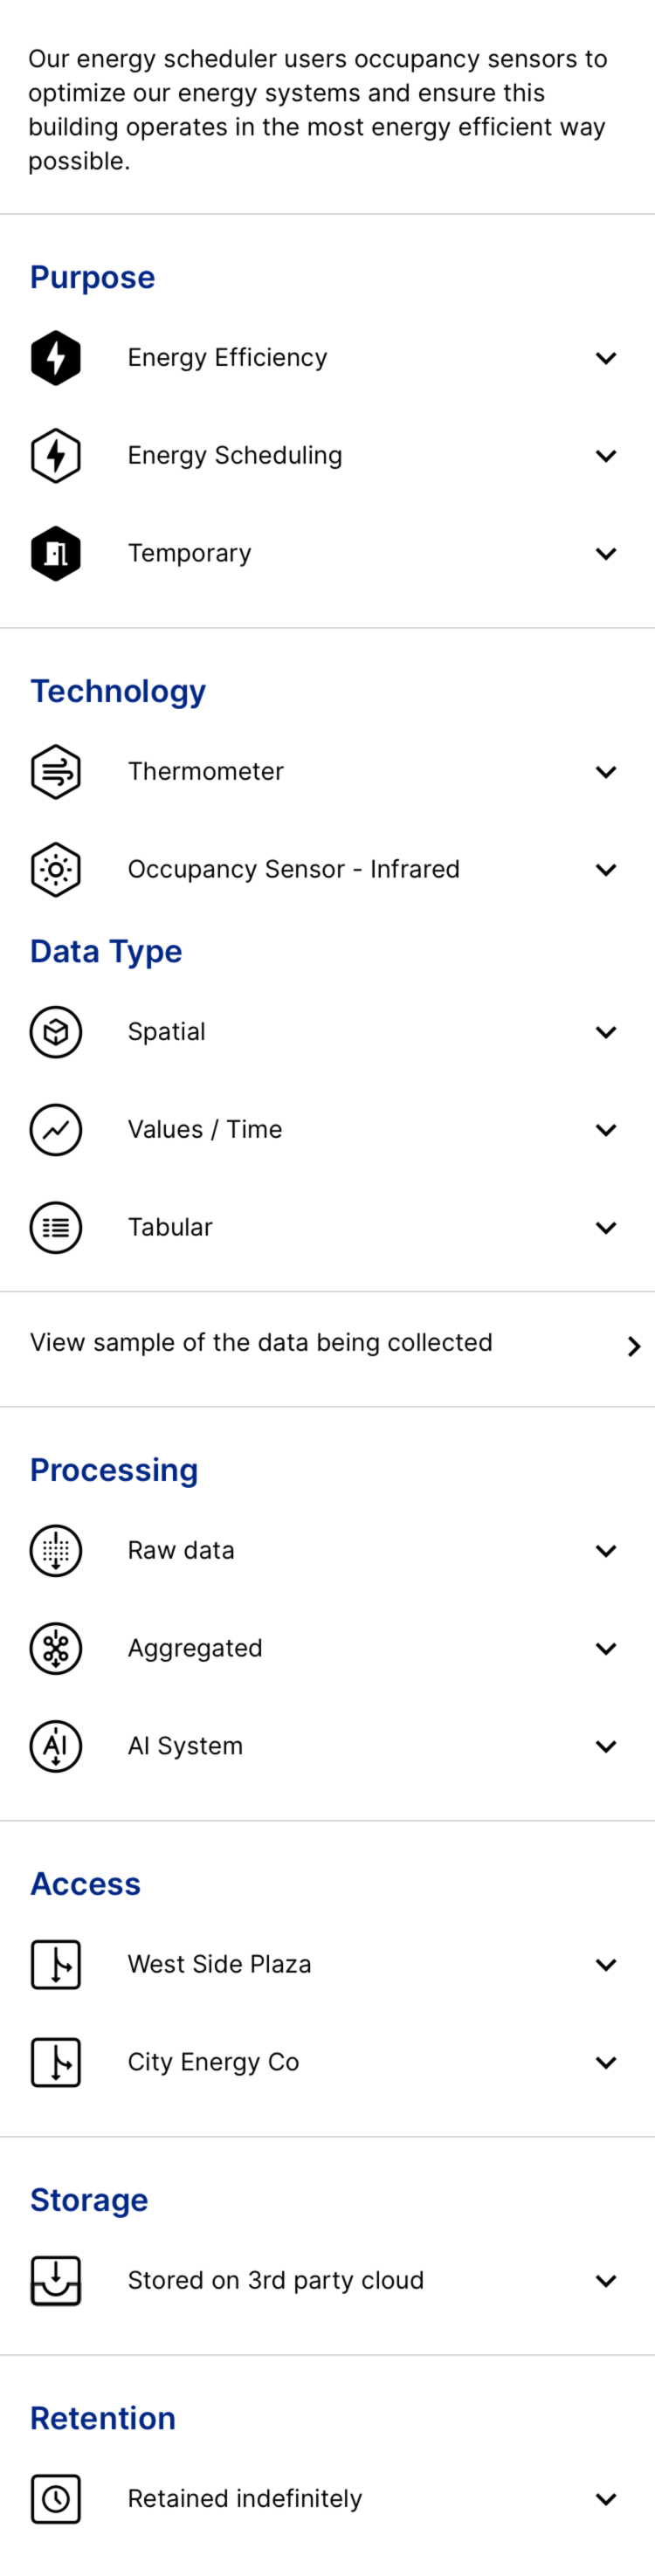 Our energy scheduler users occupancy sensors to
optimize our energy systems and ensure this
building operates in the most energy efficient way
possible.
Purpose
Energy Efficiency
Energy Scheduling
Temporary
Technology
Thermometer
Occupancy Sensor - Infrared
Data Type
Spatial
Values / Time
Tabular
View sample of the data being collected
Processing
Raw data
Aggregated
AI
AI System
Access
West Side Plaza
City Energy Co
Storage
Stored on 3rd party cloud
Retention
Retained indefinitely